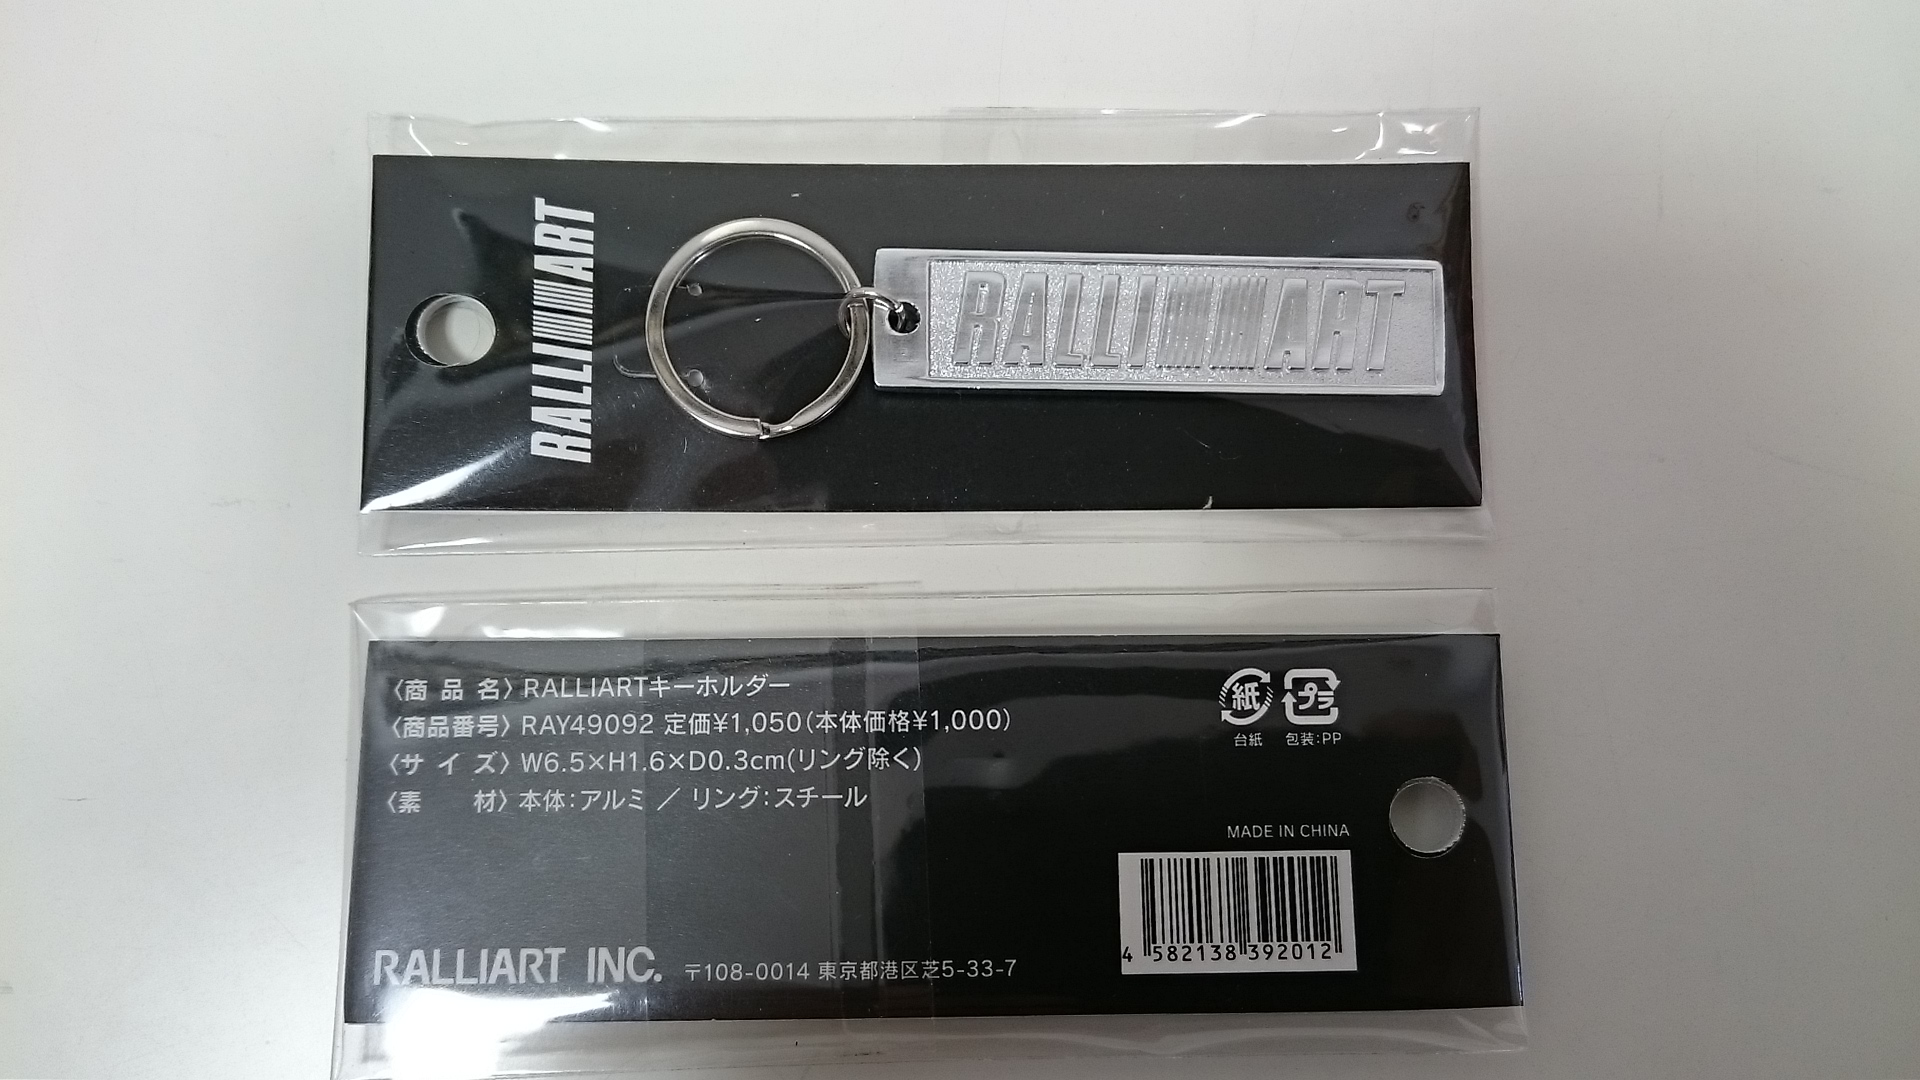 RALLIART
RALLIART
〈商品名〉RALLIARTキーホルダー
〈商品番号〉RAY49092 定価¥1,050(本体価格¥1,000)
〈サイズ〉W6.5×H1.6×D0.3cm(リング除く)
〈素材〉本体:アルミ / リング:スチール
紙
プラ
台紙 包装:PP
MADE IN CHINA
4 582138 392012
RALLIART INC. 〒108-0014 東京都港区芝5-33-7